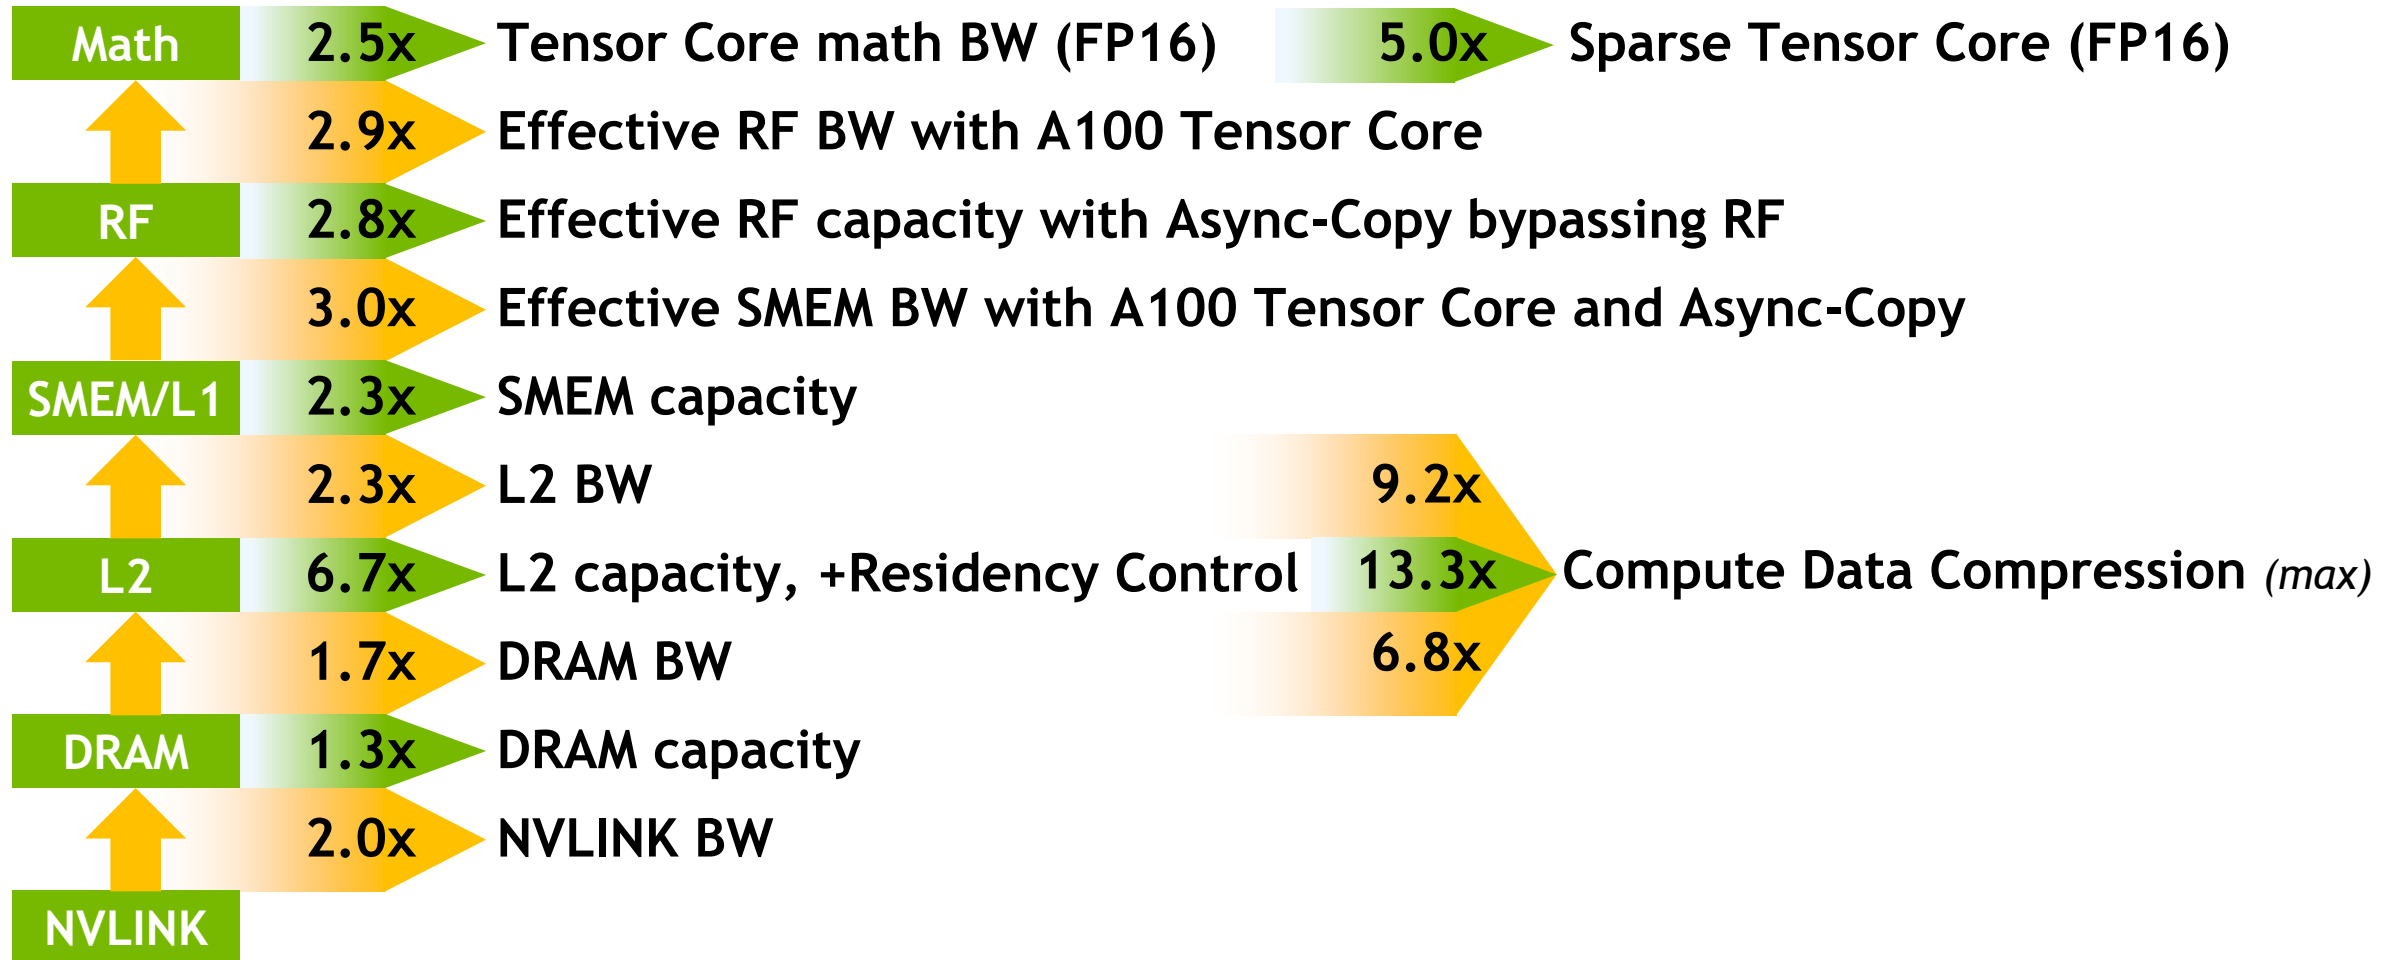 Math 2.5x Tensor Core math BW (FP16) 5.0x Sparse Tensor Core (FP16)
2.9x Effective RF BW with A100 Tensor Core
RF 2.8x Effective RF capacity with Async-Copy bypassing RF
3.0x Effective SMEM BW with A100 Tensor Core and Async-Copy
SMEM/L1 2.3x SMEM capacity
2.3x L2 BW 9.2x
L2 6.7x L2 capacity, +Residency Control 13.3x Compute Data Compression (max)
1.7x DRAM BW 6.8x
DRAM 1.3x DRAM capacity
2.0x NVLINK BW
NVLINK